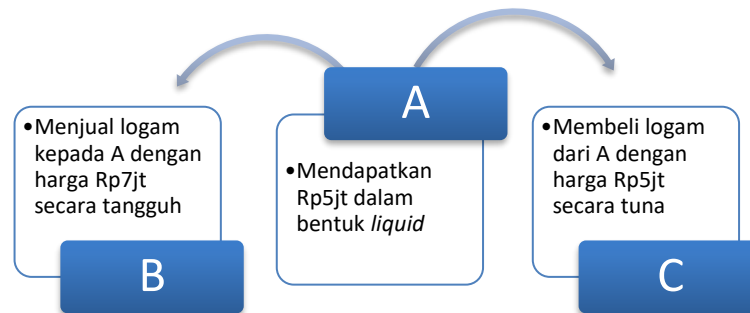 •Menjual logam
kepada A dengan
harga Rp7jt
secara tangguh
B
A
•Mendapatkan
Rp5jt dalam
bentuk liquid
•Membeli logam
dari A dengan
harga Rp5jt
secara tuna
C